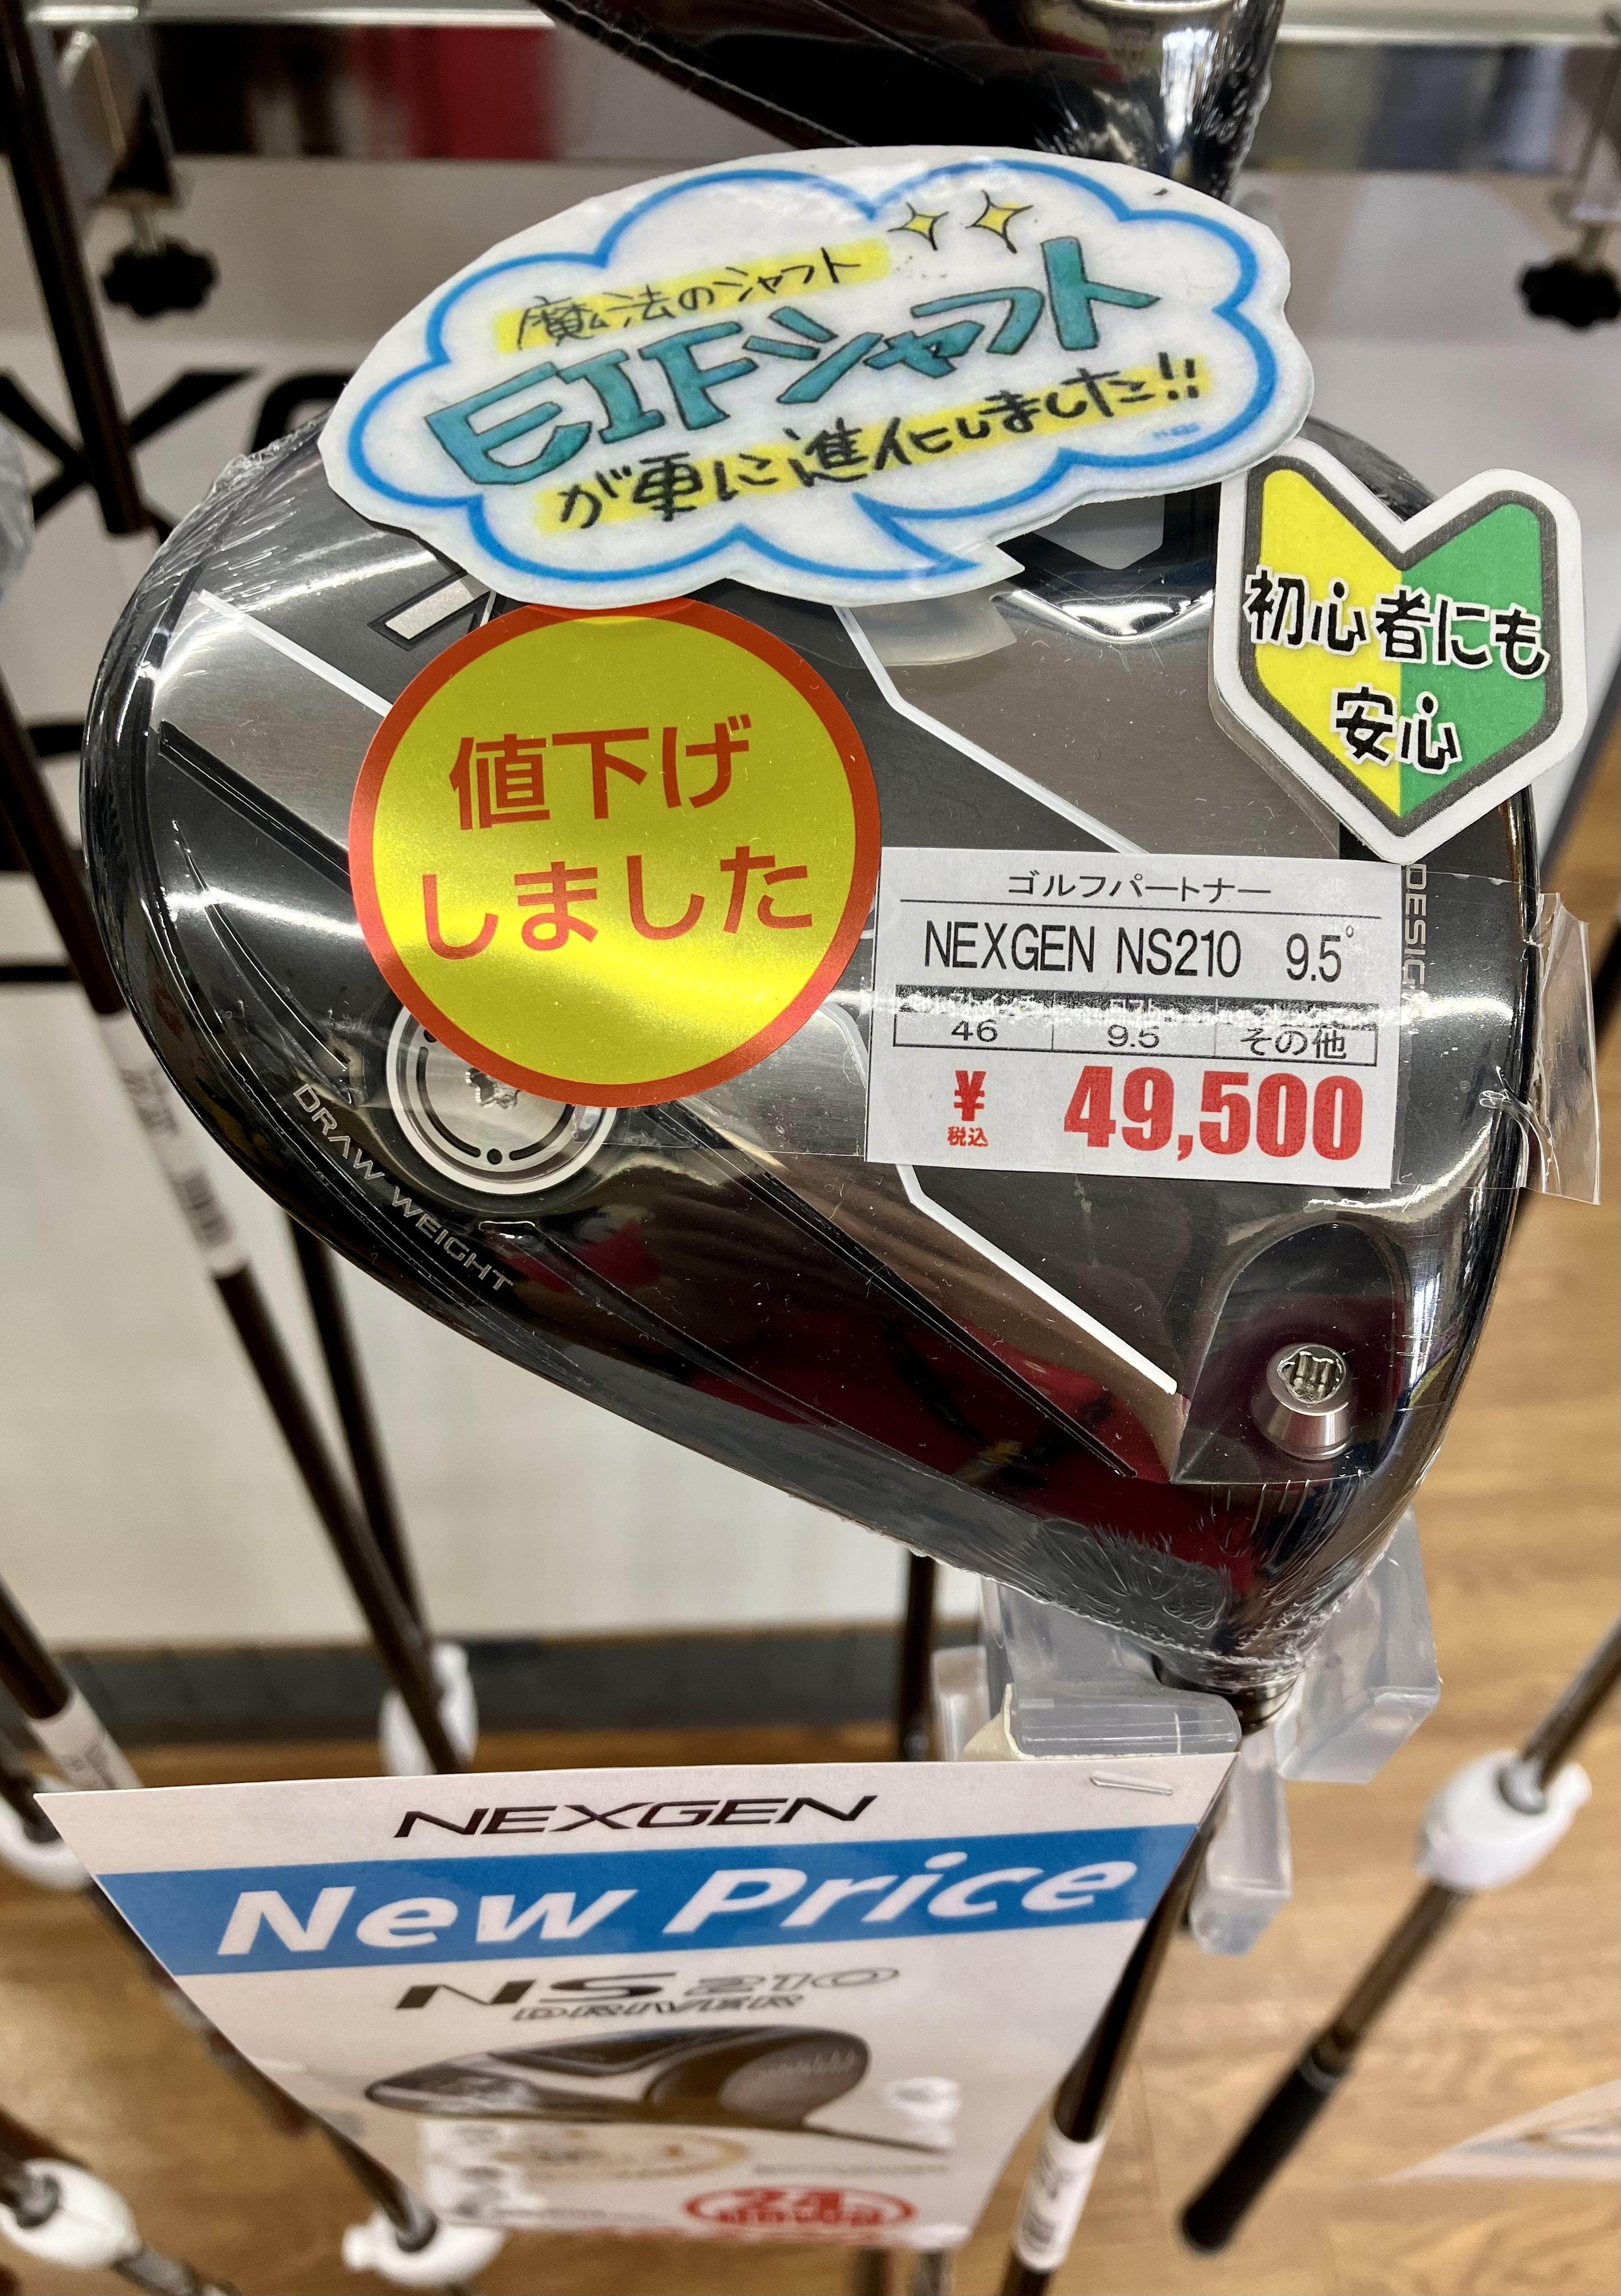 魔法のシャフト
EIFシャフト
が更に進化しました!!
初心者にも
安心
値下げ
しました
ゴルフパートナー
NEXGEN NS210 9.5°
46 9.5 その他
¥ 49,500
税込
DESIGN
DRAW WEIGHT
NEXGEN
New Price
NS210
DRIVER